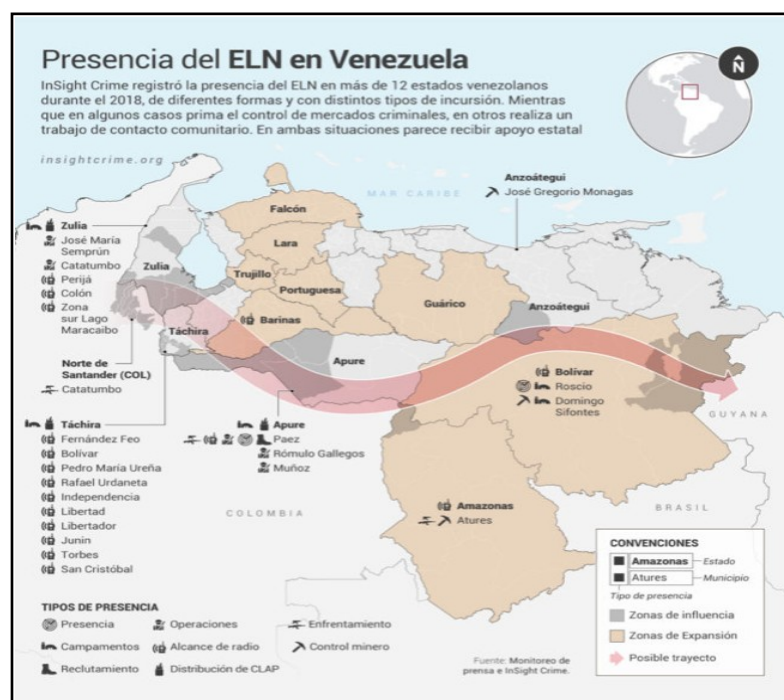 Presencia del ELN en Venezuela
InSight Crime registró la presencia del ELN en más de 12 estados venezolanos
durante el 2018, de diferentes formas y con distintos tipos de incursión. Mientras
que en algunos casos prima el control de mercados criminales, en otros realiza un
trabajo de contacto comunitario. En ambas situaciones parece recibir apoyo estatal
insightcrime.org
N
MAR CARIBE
Anzoátegui
José Gregorio Monagas
Zulia
José María
Semprún
Catatumbo
Perijá
Colón
Zona
sur Lago
Maracaibo
Norte de
Santander (COL)
Catatumbo
Táchira
Fernández Feo
Bolívar
Pedro María Ureña
Rafael Urdaneta
Independencia
Libertad
Libertador
Junin
Torbes
San Cristóbal
Falcón
Lara
Zulia
Trujillo
Portuguesa
Guárico
Barinas
Anzoátegui
Táchira
Apure
Apure
Paez
Rómulo Gallegos
Muñoz
Bolívar
Roscio
Domingo
Sifontes
GUYANA
Amazonas
Atures
COLOMBIA
BRASIL
TIPOS DE PRESENCIA
Presencia
Operaciones
Enfrentamiento
Campamentos
Alcance de radio
Control minero
Reclutamiento
Distribución de CLAP
Fuente: Monitoreo de
prensa e InSight Crime.
CONVENCIONES
Amazonas
Estado
Atures
Municipio
Tipo de presencia
Zonas de influencia
Zonas de Expansión
Posible trayecto